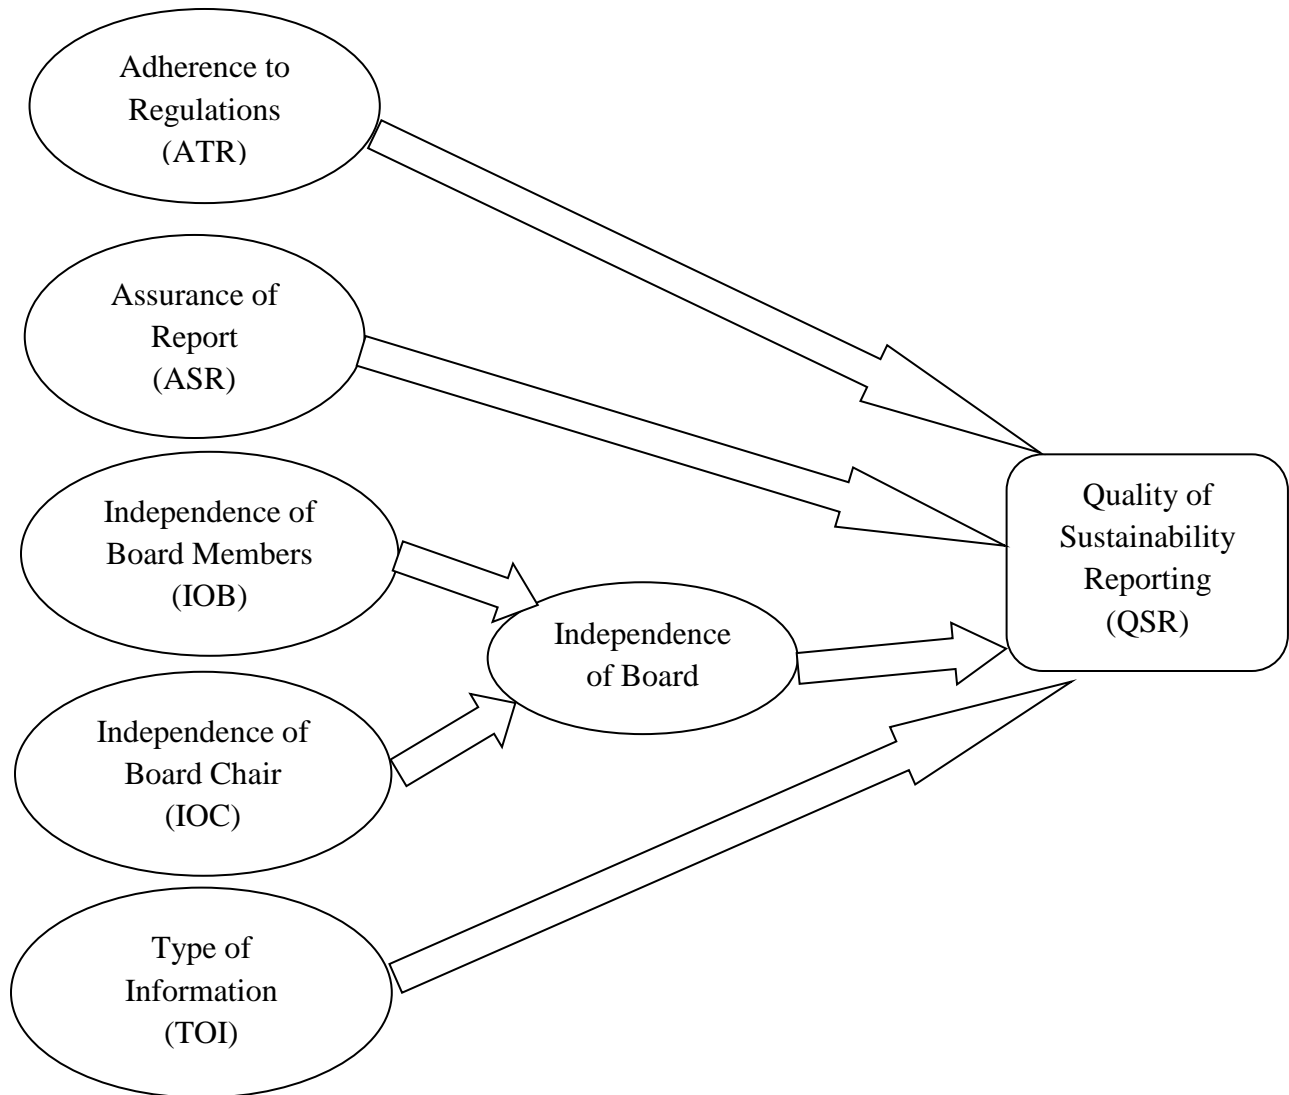 Adherence to
Regulations
(ATR)
Assurance of
Report
(ASR)
Independence of
Board Members
(IOB)
Independence of
Board Chair
(IOC)
Type of
Information
(TOI)
Independence
of Board
Quality of
Sustainability
Reporting
(QSR)